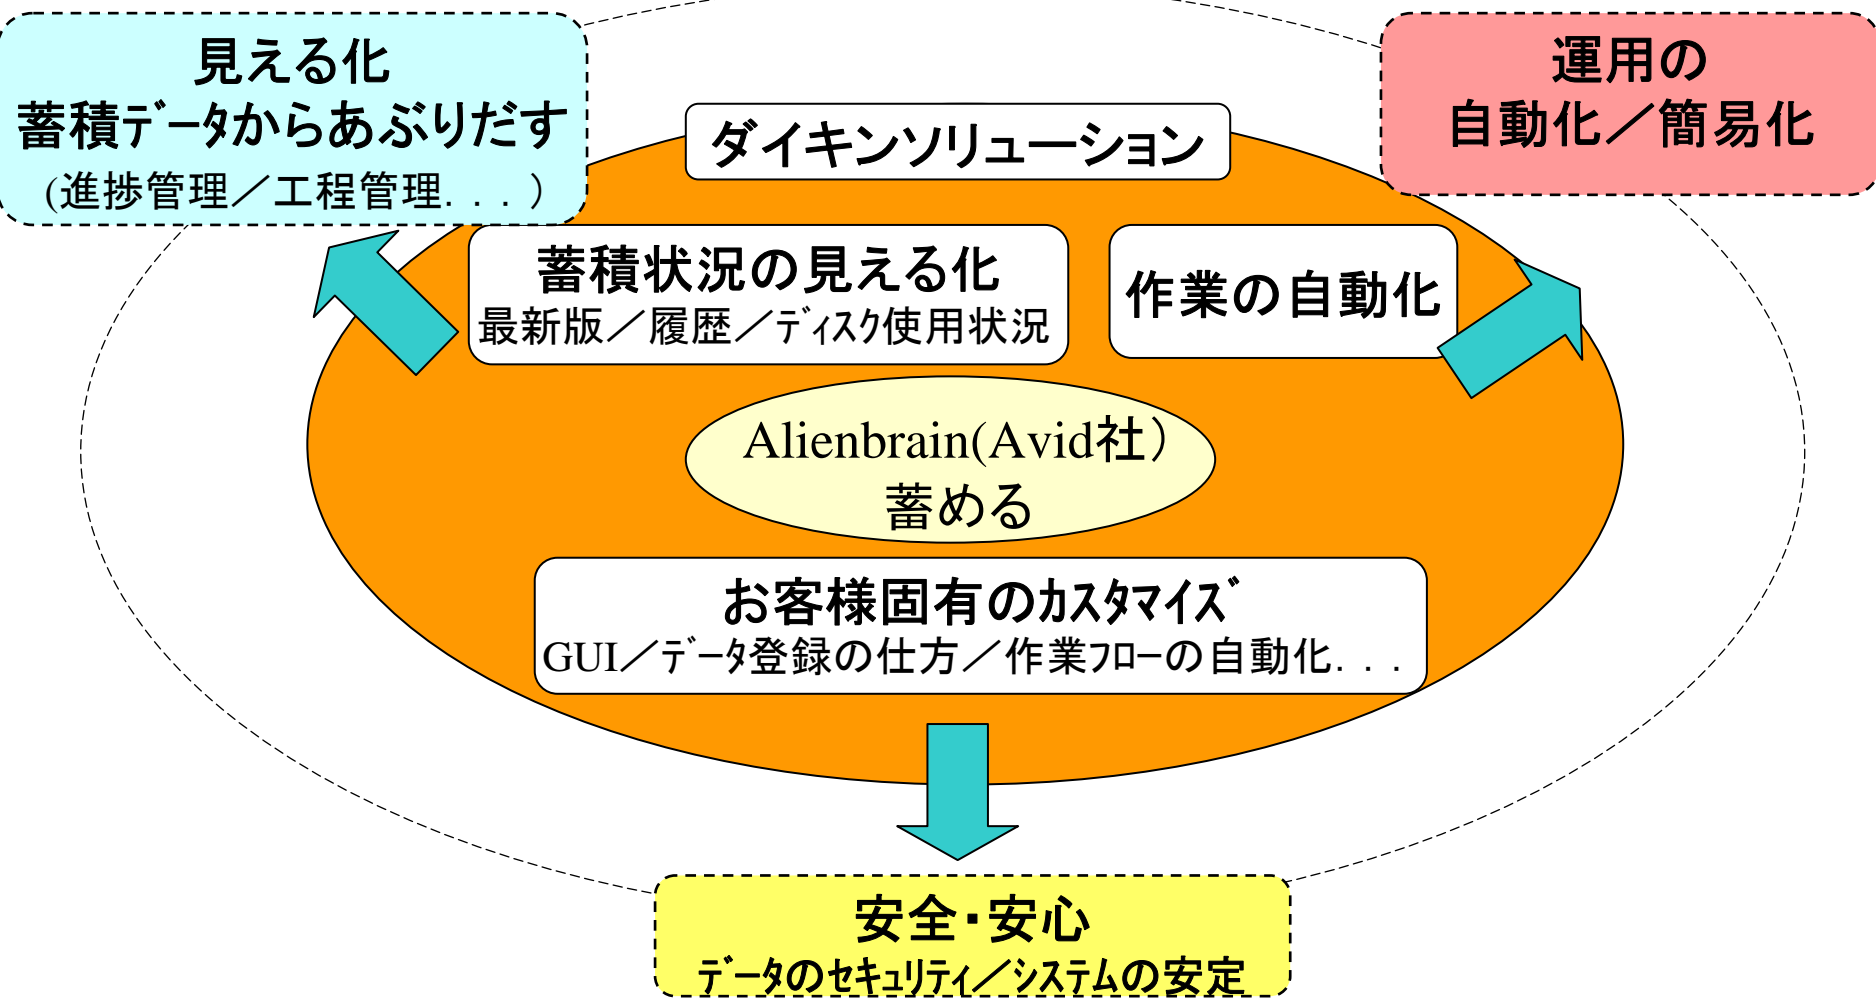 見える化
蓄積ﾃﾞｰﾀからあぶりだす
(進捗管理／工程管理．．．）
運用の
自動化／簡易化
ダイキンソリューション
蓄積状況の見える化
最新版／履歴／ﾃﾞｨｽｸ使用状況
作業の自動化
Alienbrain(Avid社）
蓄める
お客様固有のｶｽﾀﾏｲｽﾞ
GUI／ﾃﾞｰﾀ登録の仕方／作業ﾌﾛｰの自動化．．．
安全・安心
ﾃﾞｰﾀのｾｷｭﾘﾃｨ／ｼｽﾃﾑの安定